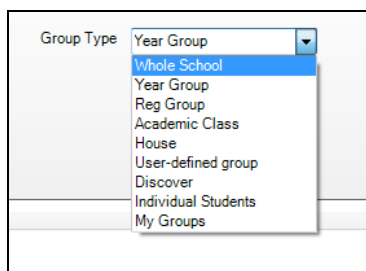 Group Type Year Group
Whole School
Year Group
Reg Group
Academic Class
House
User-defined group
Discover
Individual Students
My Groups